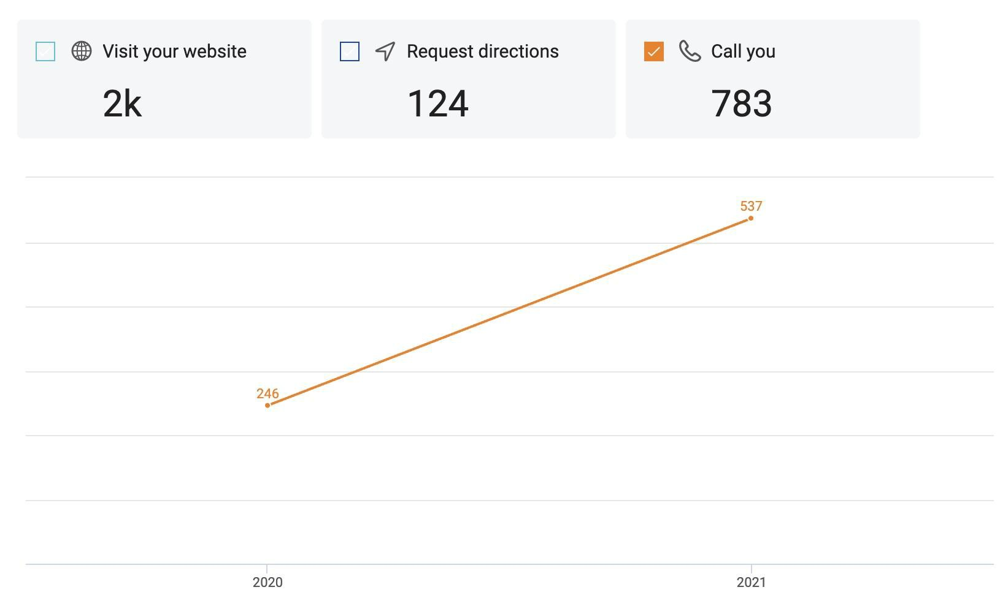 Visit your website
2k
Request directions
124
Call you
783
537
246
2020
2021